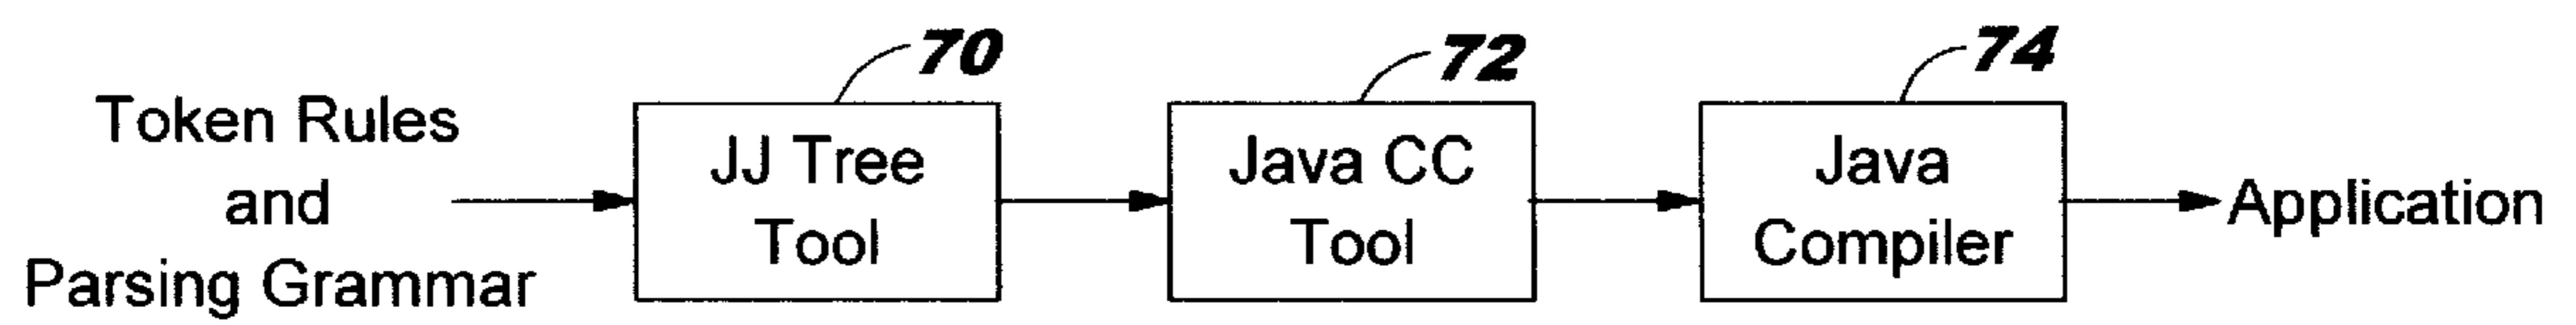 70
72
74
Token Rules
and
Parsing Grammar
JJ Tree
Tool
Java CC
Tool
Java
Compiler
Application